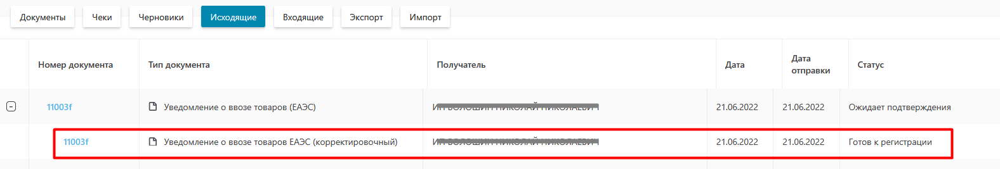 Документы Чеки Черновики Исходящие Входящие Экспорт Импорт
Номер документа Тип документа Получатель Дата Дата отправки Статус
11003f Уведомление о ввозе товаров (ЕАЭС) 21.06.2022 21.06.2022 Ожидает подтверждения
11003f Уведомление о ввозе товаров ЕАЭС (корректировочный) 21.06.2022 21.06.2022 Готов к регистрации